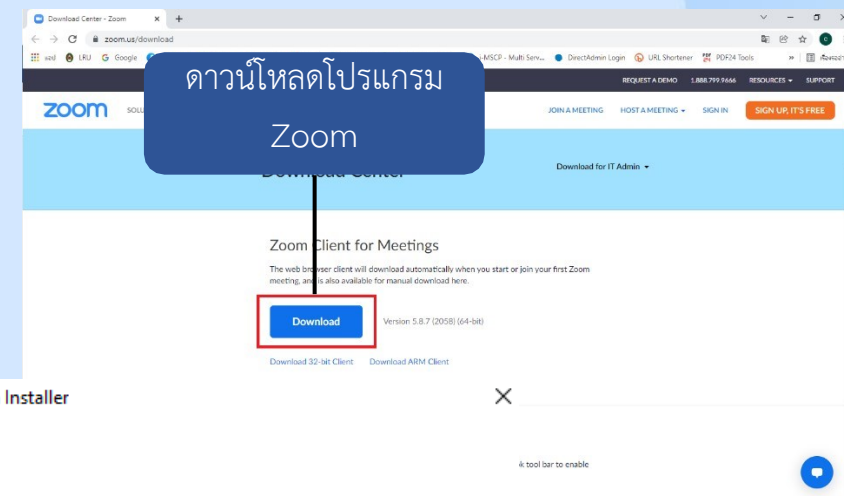 Download Center - Zoom
zoom.us/download
LRU
Google
-MSCP - Multi Serv...
DirectAdmin Login
URL Shortener
PDF24 Tools
»
ดาวน์โหลดโปรแกรม
Zoom
REQUEST A DEMO
1.888.799.9666
RESOURCES
SUPPORT
zoom
SOLU
JOIN A MEETING
HOST A MEETING
SIGN IN
SIGN UP, IT'S FREE
Download Center
Download for IT Admin
Zoom Client for Meetings
The web browser client will download automatically when you start or join your first Zoom
meeting, and is also available for manual download here.
Download
Version 5.8.7 (2058) (64-bit)
Download 32-bit Client
Download ARM Client
Installer
k tool bar to enable